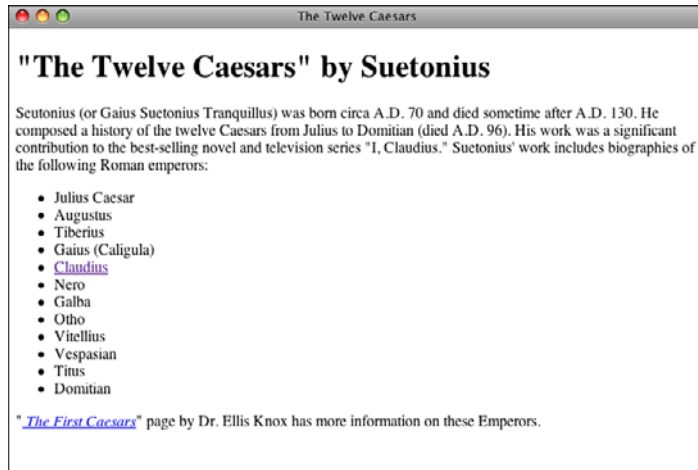 The Twelve Caesars
"The Twelve Caesars" by Suetonius
Seutonius (or Gaius Suetonius Tranquillus) was born circa A.D. 70 and died sometime after A.D. 130. He
composed a history of the twelve Caesars from Julius to Domitian (died A.D. 96). His work was a significant
contribution to the best-selling novel and television series "I, Claudius." Suetonius' work includes biographies of
the following Roman emperors:
• Julius Caesar
• Augustus
• Tiberius
• Gaius (Caligula)
• Claudius
• Nero
• Galba
• Otho
• Vitellius
• Vespasian
• Titus
• Domitian
" The First Caesars" page by Dr. Ellis Knox has more information on these Emperors.